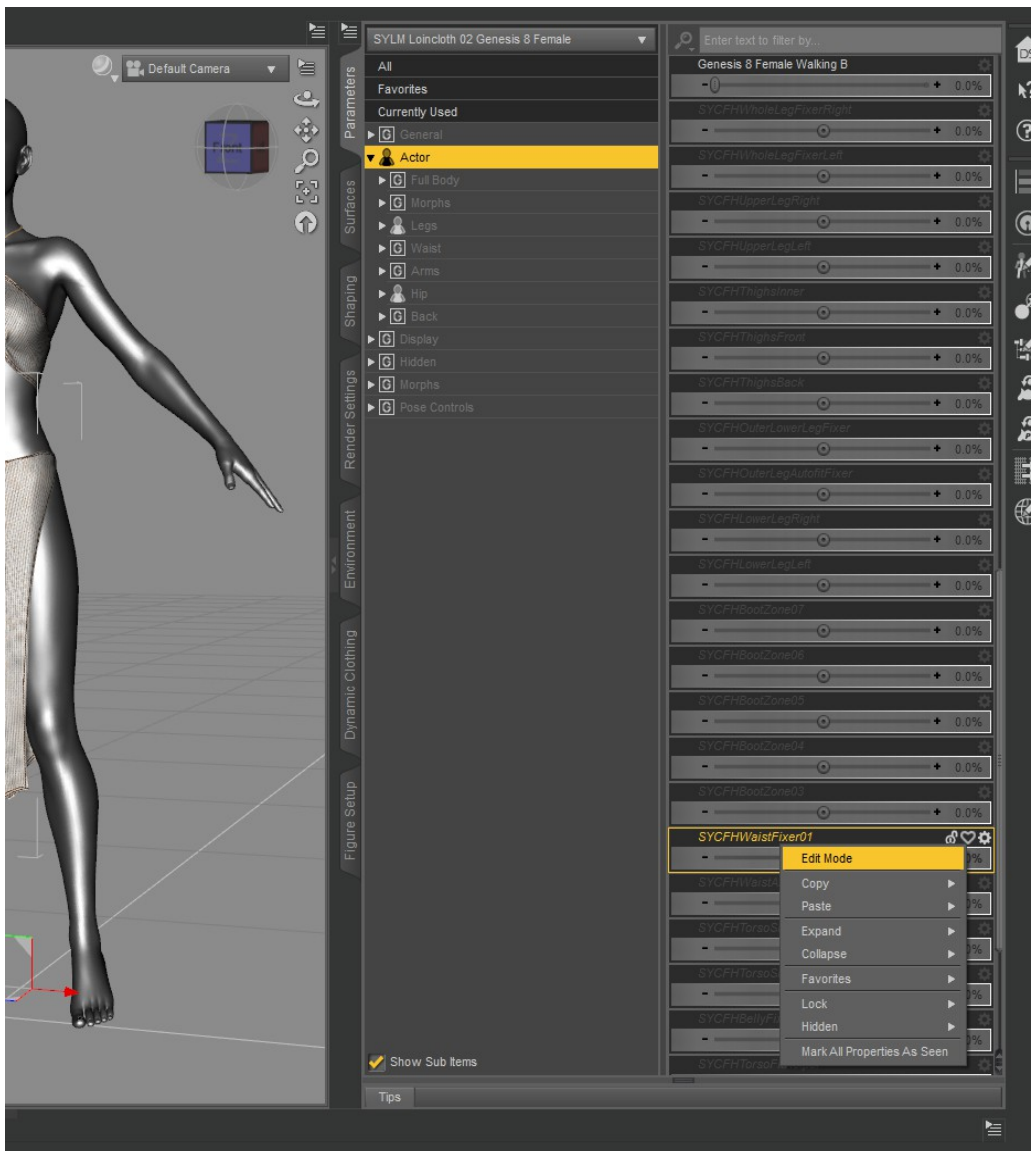 SYLM Loincloth 02 Genesis 8 Female
Enter text to filter by...
Default Camera
Front
Parameters
Surfaces
Shaping
Render Settings
Environment
Dynamic Clothing
Figure Setup
All
Favorites
Currently Used
G General
Actor
G Full Body
G Morphs
Legs
G Waist
G Arms
Hip
G Back
G Display
G Hidden
G Morphs
G Pose Controls
Show Sub Items
Tips
Genesis 8 Female Walking B
- + 0.0%
SYCFHWholeLegFixerRight
- + 0.0%
SYCFHWholeLegFixerLeft
- + 0.0%
SYCFHUpperLegRight
- + 0.0%
SYCFHUpperLegLeft
- + 0.0%
SYCFHThighsInner
- + 0.0%
SYCFHThighsFront
- + 0.0%
SYCFHThighsBack
- + 0.0%
SYCFHOuterLowerLegFixer
- + 0.0%
SYCFHOuterLegAutofitFixer
- + 0.0%
SYCFHLowerLegRight
- + 0.0%
SYCFHLowerLegLeft
- + 0.0%
SYCFHBootZone07
- + 0.0%
SYCFHBootZone06
- + 0.0%
SYCFHBootZone05
- + 0.0%
SYCFHBootZone04
- + 0.0%
SYCFHBootZone03
- + 0.0%
SYCFHWaistFixer01
Edit Mode
Copy
Paste
Expand
Collapse
Favorites
Lock
Hidden
Mark All Properties As Seen